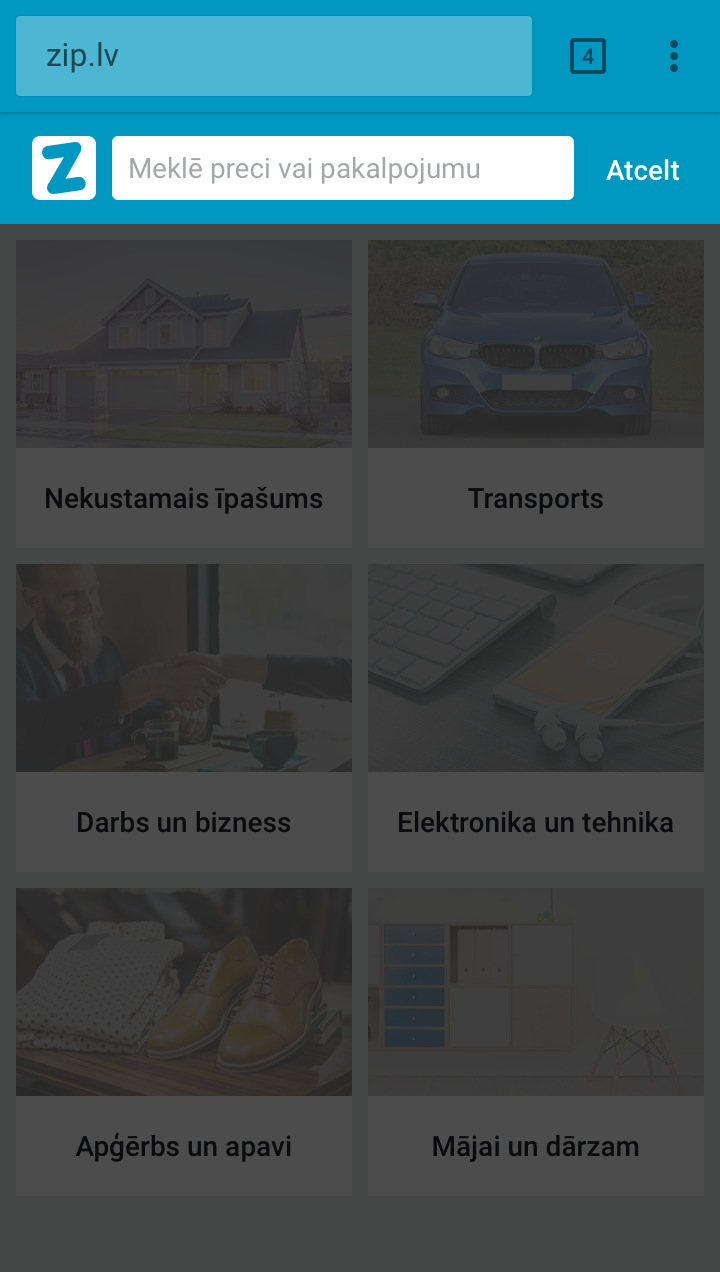 zip.lv
4
Z
Meklē preci vai pakalpojumu
Atcelt
Nekustamais īpašums
Transports
Darbs un bizness
Elektronika un tehnika
Apģērbs un apavi
Mājai un dārzam